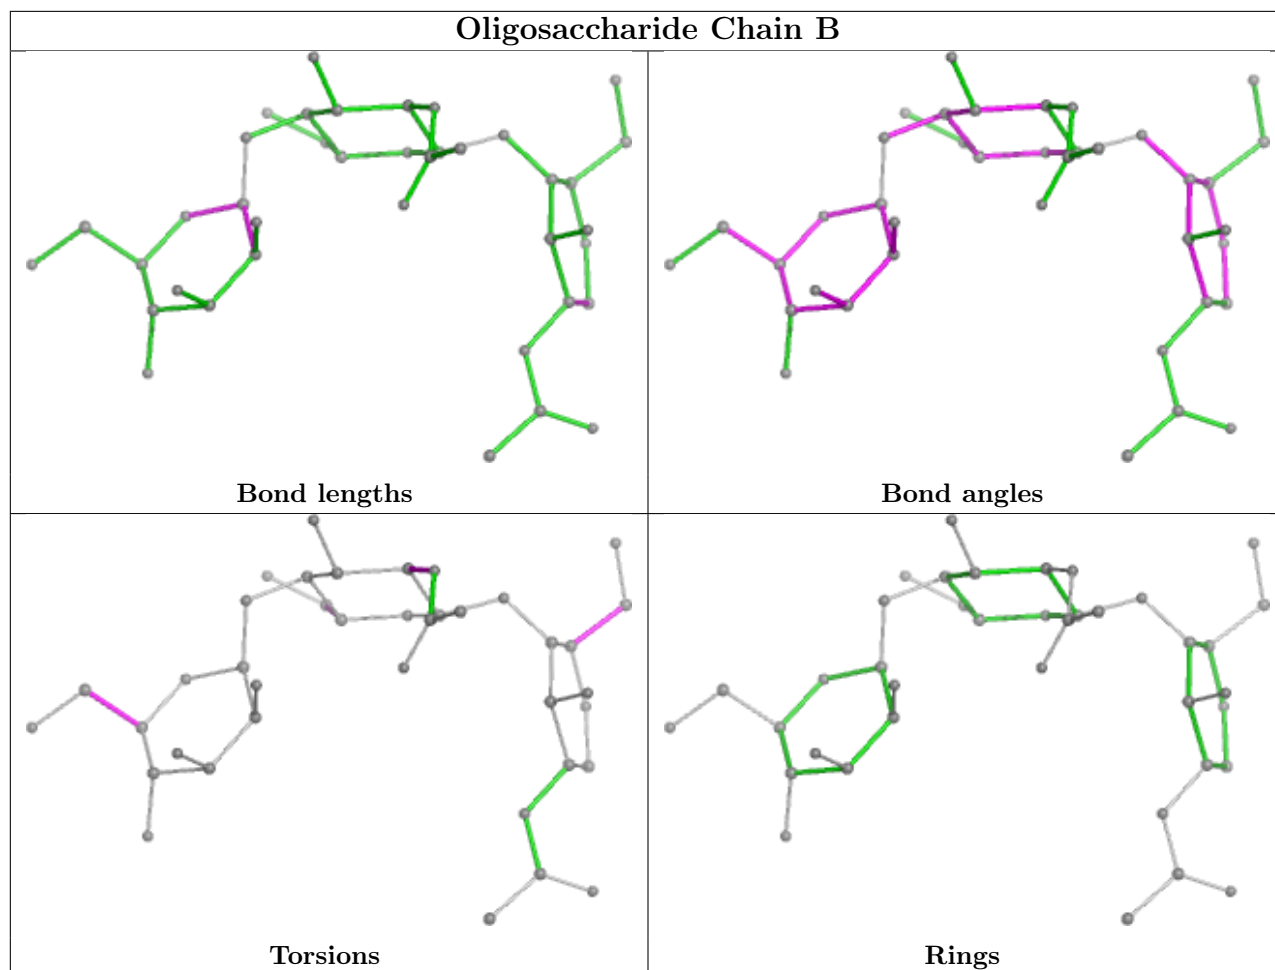 Oligosaccharide Chain B
Bond lengths
Bond angles
Torsions
Rings